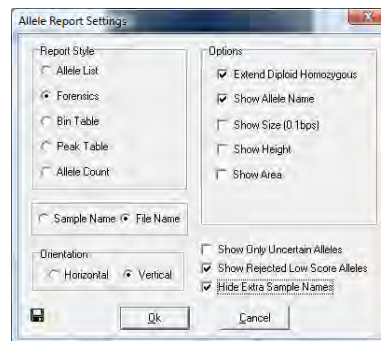 Allele Report Settings
Report Style
Allele List
Forensics
Bin Table
Peak Table
Allele Count
Sample Name File Name
Orientation
Horizontal Vertical
Options
Extend Diploid Homozygous
Show Allele Name
Show Size (0.1bps)
Show Height
Show Area
Show Only Uncertain Alleles
Show Rejected Low Score Alleles
Hide Extra Sample Names
Ok Cancel